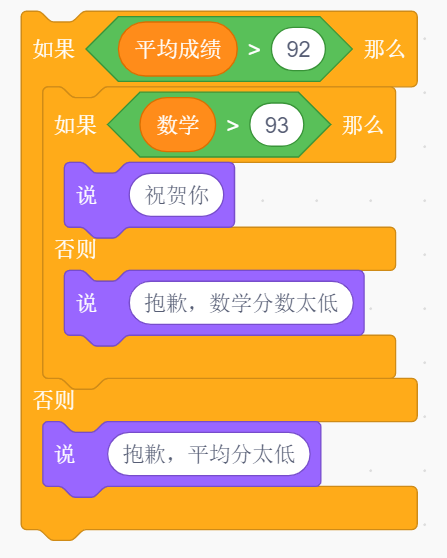 如果 平均成绩 > 92 那么
如果 数学 > 93 那么
说 祝贺你
否则
说 抱歉，数学分数太低
否则
说 抱歉，平均分太低